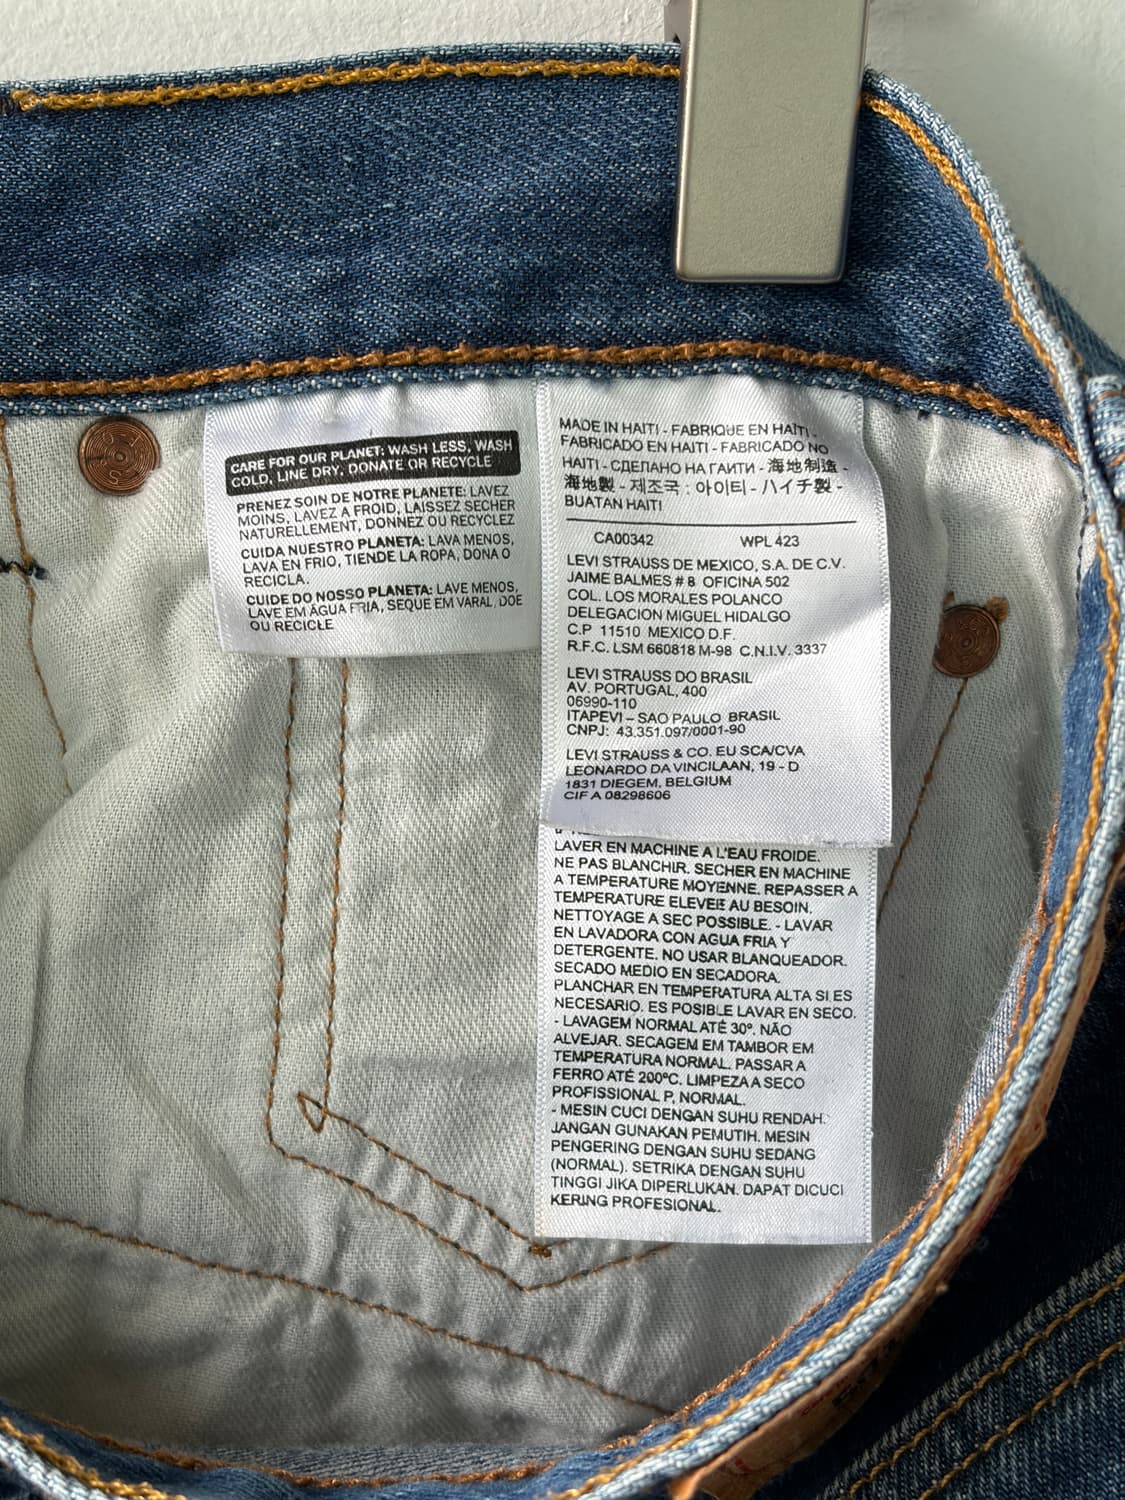 CARE FOR OUR PLANET: WASH LESS, WASH
COLD, LINE DRY, DONATE OR RECYCLE
PRENEZ SOIN DE NOTRE PLANETE: LAVEZ
MOINS, LAVEZ A FROID, LAISSEZ SECHER
NATURELLEMENT, DONNEZ OU RECYCLEZ
CUIDA NUESTRO PLANETA: LAVA MENOS,
LAVA EN FRIO, TIENDE LA ROPA, DONA O
RECICLA.
CUIDE DO NOSSO PLANETA: LAVE MENOS,
LAVE EM ÁGUA FRIA, SEQUE EM VARAL, DOE
OU RECICLE
MADE IN HAITI - FABRIQUE EN HAITI -
FABRICADO EN HAITI - FABRICADO NO
HAITI - СДЕЛАНО НА ГАИТИ - 海地制造 -
海地製 - 제조국 : 아이티 - ハイチ製 -
BUATAN HAITI
CA00342 WPL 423
LEVI STRAUSS DE MEXICO, S.A. DE C.V.
JAIME BALMES # 8 OFICINA 502
COL. LOS MORALES POLANCO
DELEGACION MIGUEL HIDALGO
C.P 11510 MEXICO D.F.
R.F.C. LSM 660818 M-98 C.N.I.V. 3337
LEVI STRAUSS DO BRASIL
AV. PORTUGAL, 400
06990-110
ITAPEVI – SAO PAULO BRASIL
CNPJ: 43.351.097/0001-90
LEVI STRAUSS & CO. EU SCA/CVA
LEONARDO DA VINCILAAN, 19 - D
1831 DIEGEM, BELGIUM
CIF A 08298606
LAVER EN MACHINE A L'EAU FROIDE.
NE PAS BLANCHIR. SECHER EN MACHINE
A TEMPERATURE MOYENNE. REPASSER A
TEMPERATURE ELEVEE AU BESOIN.
NETTOYAGE A SEC POSSIBLE. - LAVAR
EN LAVADORA CON AGUA FRIA Y
DETERGENTE. NO USAR BLANQUEADOR.
SECADO MEDIO EN SECADORA.
PLANCHAR EN TEMPERATURA ALTA SI ES
NECESARIO. ES POSIBLE LAVAR EN SECO.
- LAVAGEM NORMAL ATÉ 30º. NÃO
ALVEJAR. SECAGEM EM TAMBOR EM
TEMPERATURA NORMAL. PASSAR A
FERRO ATÉ 200ºC. LIMPEZA A SECO
PROFISSIONAL P, NORMAL.
- MESIN CUCI DENGAN SUHU RENDAH.
JANGAN GUNAKAN PEMUTIH. MESIN
PENGERING DENGAN SUHU SEDANG
(NORMAL). SETRIKA DENGAN SUHU
TINGGI JIKA DIPERLUKAN. DAPAT DICUCI
KERING PROFESIONAL.